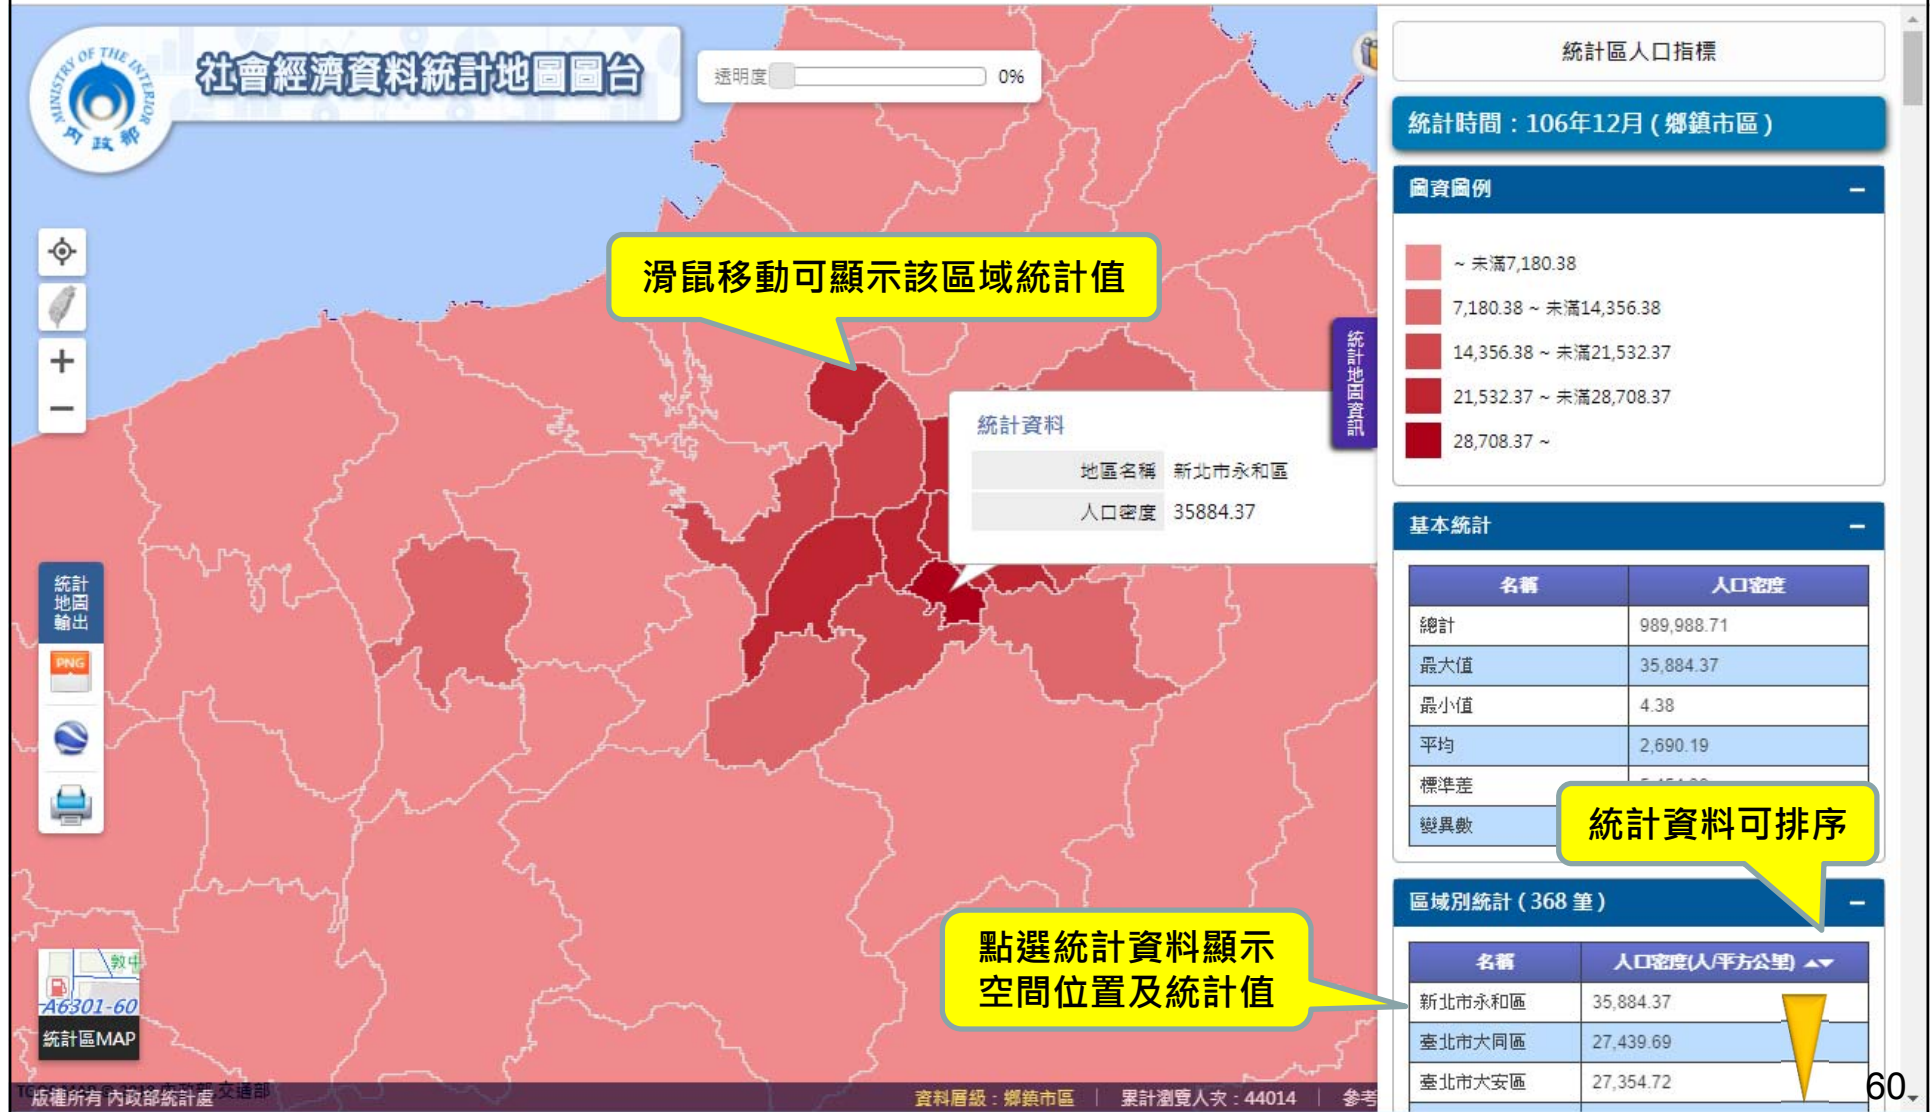 MINISTRY OF THE INTERIOR
內政部
社會經濟資料統計地圖圖台
透明度 0%
滑鼠移動可顯示該區域統計值
統計資料
地區名稱 新北市永和區
人口密度 35884.37
統計地圖資訊
統計
地圖
輸出
PNG
敦中
A6301-60
統計區MAP
版權所有 內政部統計處
資料層級：鄉鎮市區 | 累計瀏覽人次：44014 | 參考
點選統計資料顯示
空間位置及統計值
統計區人口指標
統計時間：106年12月 ( 鄉鎮市區 )
圖資圖例 −
~ 未滿7,180.38
7,180.38 ~ 未滿14,356.38
14,356.38 ~ 未滿21,532.37
21,532.37 ~ 未滿28,708.37
28,708.37 ~
基本統計 −
名稱 人口密度
總計 989,988.71
最大值 35,884.37
最小值 4.38
平均 2,690.19
標準差
變異數
統計資料可排序
區域別統計 ( 368 筆 ) −
名稱 人口密度(人/平方公里) ▲▼
新北市永和區 35,884.37
臺北市大同區 27,439.69
臺北市大安區 27,354.72
60